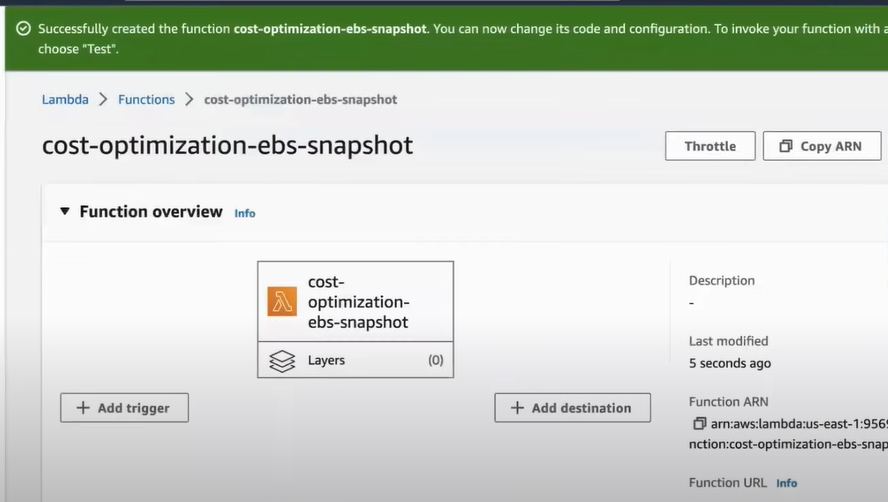 Successfully created the function cost-optimization-ebs-snapshot. You can now change its code and configuration. To invoke your function with a
choose "Test".
Lambda > Functions > cost-optimization-ebs-snapshot
cost-optimization-ebs-snapshot
Throttle
Copy ARN
Function overview Info
cost-
optimization-
ebs-snapshot
Layers (0)
+ Add trigger
+ Add destination
Description
-
Last modified
5 seconds ago
Function ARN
arn:aws:lambda:us-east-1:956
nction:cost-optimization-ebs-snap
Function URL Info